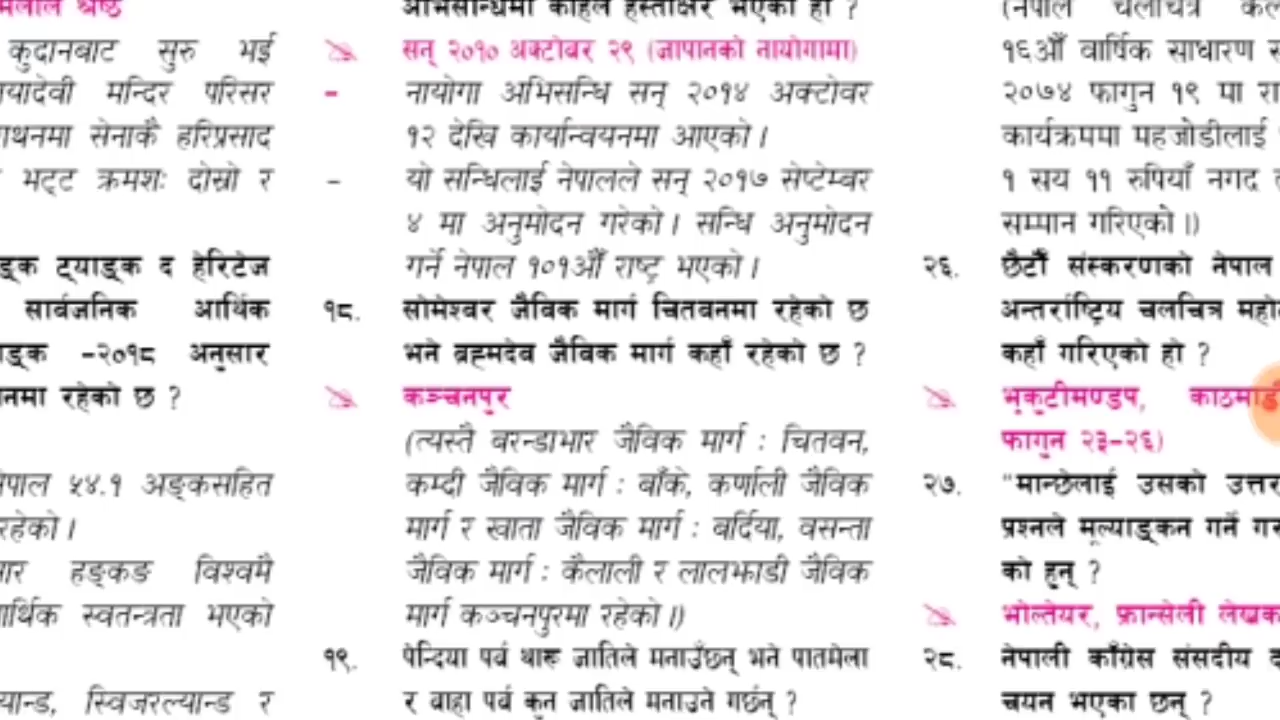 कुदानबाट सुरु भई
मन्दिर परिसर
सेनाकै हरिप्रसाद
भट्ट क्रमशः दोस्रो र
ट्याङ्क द हेरिटेज
सार्वजनिक आर्थिक
-२०१८ अनुसार
रहेको छ ?
५४.१ अङ्कसहित
रहेको।
हङ्कङ विश्वमै
स्वतन्त्रता भएको
स्विजरल्यान्ड र
अभिसन्धिमा कहिले हस्ताक्षर भएको हो ?
सन् २०१० अक्टोबर २९ (जापानको नायोगामा)
- नायोगा अभिसन्धि सन् २०१४ अक्टोवर
१२ देखि कार्यान्वयनमा आएको।
- यो सन्धिलाई नेपालले सन् २०१७ सेप्टेम्वर
४ मा अनुमोदन गरेको। सन्धि अनुमोदन
गर्ने नेपाल १०१औँ राष्ट्र भएको।
१८. सोमेश्वर जैविक मार्ग चितवनमा रहेको छ
भने ब्रह्मदेव जैविक मार्ग कहाँ रहेको छ ?
कञ्चनपुर
(त्यस्तै बरन्डाभार जैविक मार्ग : चितवन,
कम्दी जैविक मार्ग : बाँके, कर्णाली जैविक
मार्ग र खाता जैविक मार्ग : बर्दिया, वसन्ता
जैविक मार्ग : कैलाली र लालझाडी जैविक
मार्ग कञ्चनपुरमा रहेको।)
१९. पेन्दिया पर्व थारू जातिले मनाउँछन् भने पातमेला
र वाहा पर्व कुन जातिले मनाउने गर्छन् ?
(नेपाल चलचित्र
१६औँ वार्षिक साधारण
२०७४ फागुन १९ मा
कार्यक्रममा महजोडीलाई
१ सय ११ रुपियाँ नगद
सम्मान गरिएको।)
२६. छैटौँ संस्करणको नेपाल
अन्तर्राष्ट्रिय चलचित्र
कहाँ गरिएको हो ?
भृकुटीमण्डप,
फागुन २३-२६)
२७. "मान्छेलाई उसको
प्रश्नले मूल्याङ्कन गर्ने
को हुन् ?
भोल्तेयर, फ्रान्सेली
२८. नेपाली काँग्रेस संसदीय
चयन भएका छन् ?